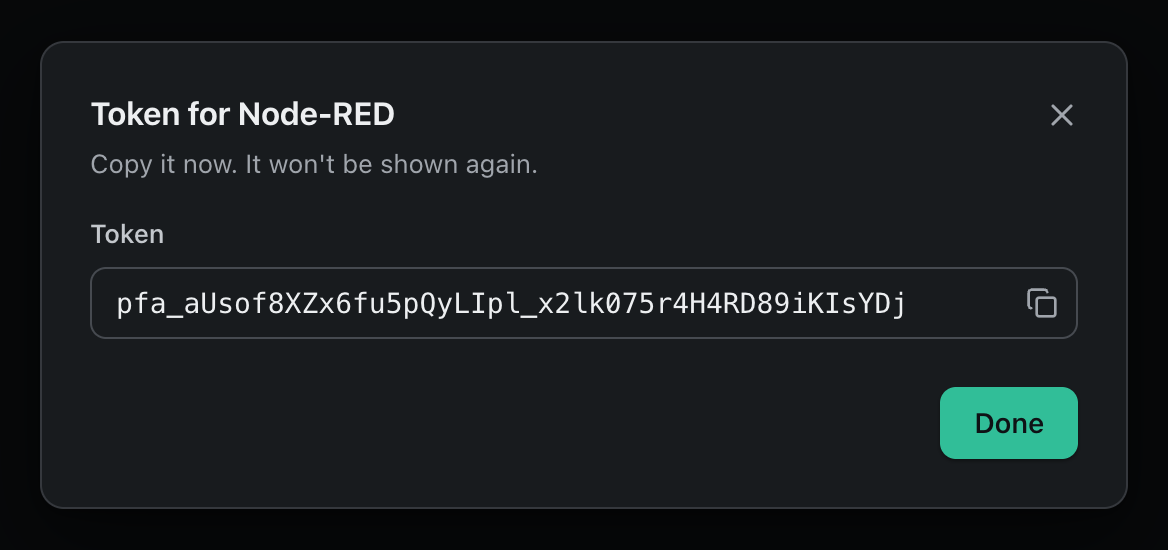 Token for Node-RED
Copy it now. It won't be shown again.
Token
pfa_aUsof8XZx6fu5pQyLIpl_x2lk075r4H4RD89iKIsYDj
Done